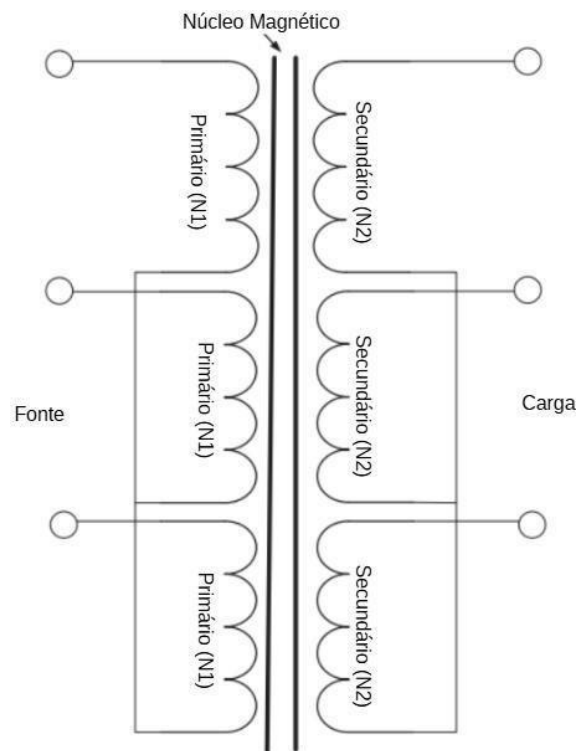 Núcleo Magnético
Primário (N1)
Secundário (N2)
Primário (N1)
Secundário (N2)
Fonte
Carga
Primário (N1)
Secundário (N2)